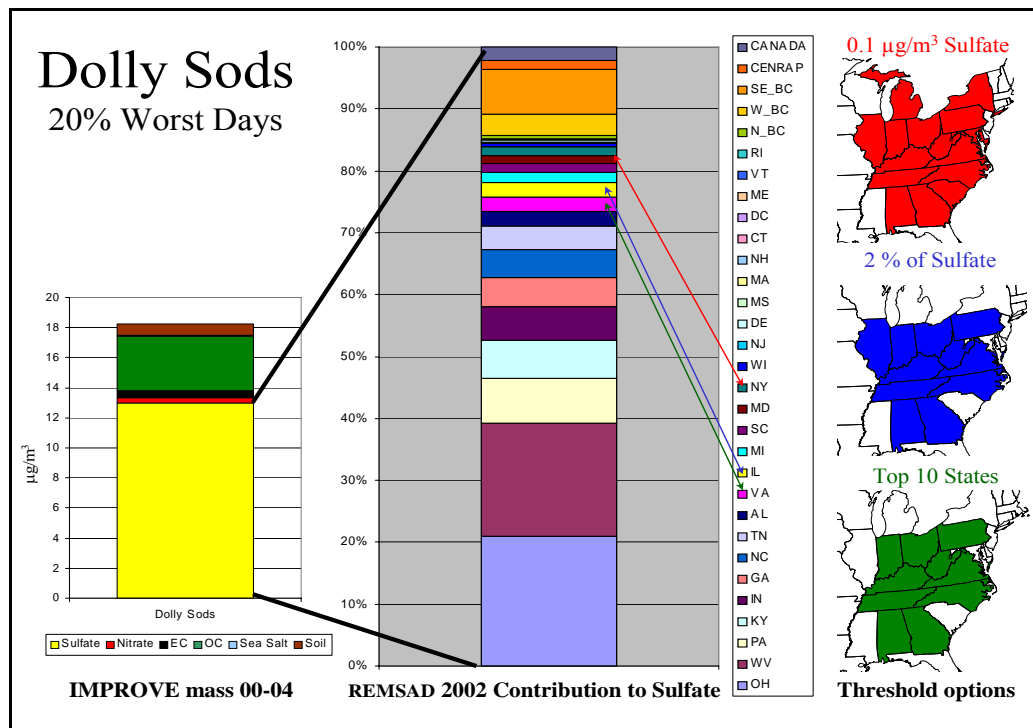 Dolly Sods
20% Worst Days
20
18
16
14
12
10
8
6
4
2
0
µg/m³
Dolly Sods
Sulfate Nitrate EC OC Sea Salt Soil
IMPROVE mass 00-04
100%
90%
80%
70%
60%
50%
40%
30%
20%
10%
0%
REMSAD 2002 Contribution to Sulfate
CANADA
CENRAP
SE_BC
W_BC
N_BC
RI
VT
ME
DC
CT
NH
MA
MS
DE
NJ
WI
NY
MD
SC
MI
IL
VA
AL
TN
NC
GA
IN
KY
PA
WV
OH
0.1 µg/m³ Sulfate
2 % of Sulfate
Top 10 States
Threshold options